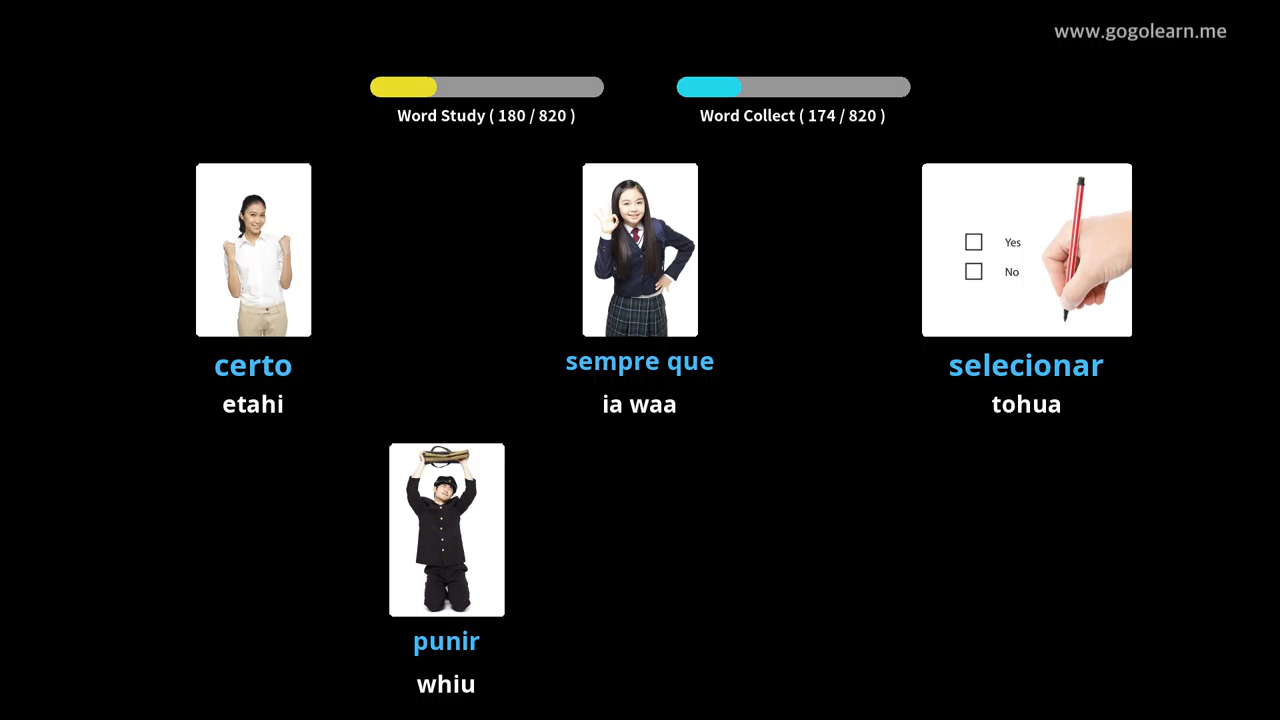 www.gogolearn.me
Word Study ( 180 / 820 )
Word Collect ( 174 / 820 )
Yes
No
certo
etahi
sempre que
ia waa
selecionar
tohua
punir
whiu